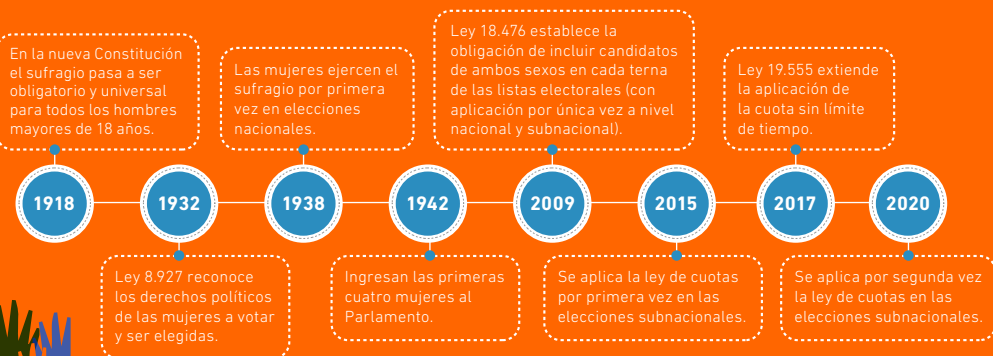 En la nueva Constitución
el sufragio pasa a ser
obligatorio y universal
para todos los hombres
mayores de 18 años.
Las mujeres ejercen el
sufragio por primera
vez en elecciones
nacionales.
Ley 18.476 establece la
obligación de incluir candidatos
de ambos sexos en cada terna
de las listas electorales (con
aplicación por única vez a nivel
nacional y subnacional).
Ley 19.555 extiende
la aplicación de
la cuota sin límite
de tiempo.
1918 1932 1938 1942 2009 2015 2017 2020
Ley 8.927 reconoce
los derechos políticos
de las mujeres a votar
y ser elegidas.
Ingresan las primeras
cuatro mujeres al
Parlamento.
Se aplica la ley de cuotas
por primera vez en las
elecciones subnacionales.
Se aplica por segunda vez
la ley de cuotas en las
elecciones subnacionales.